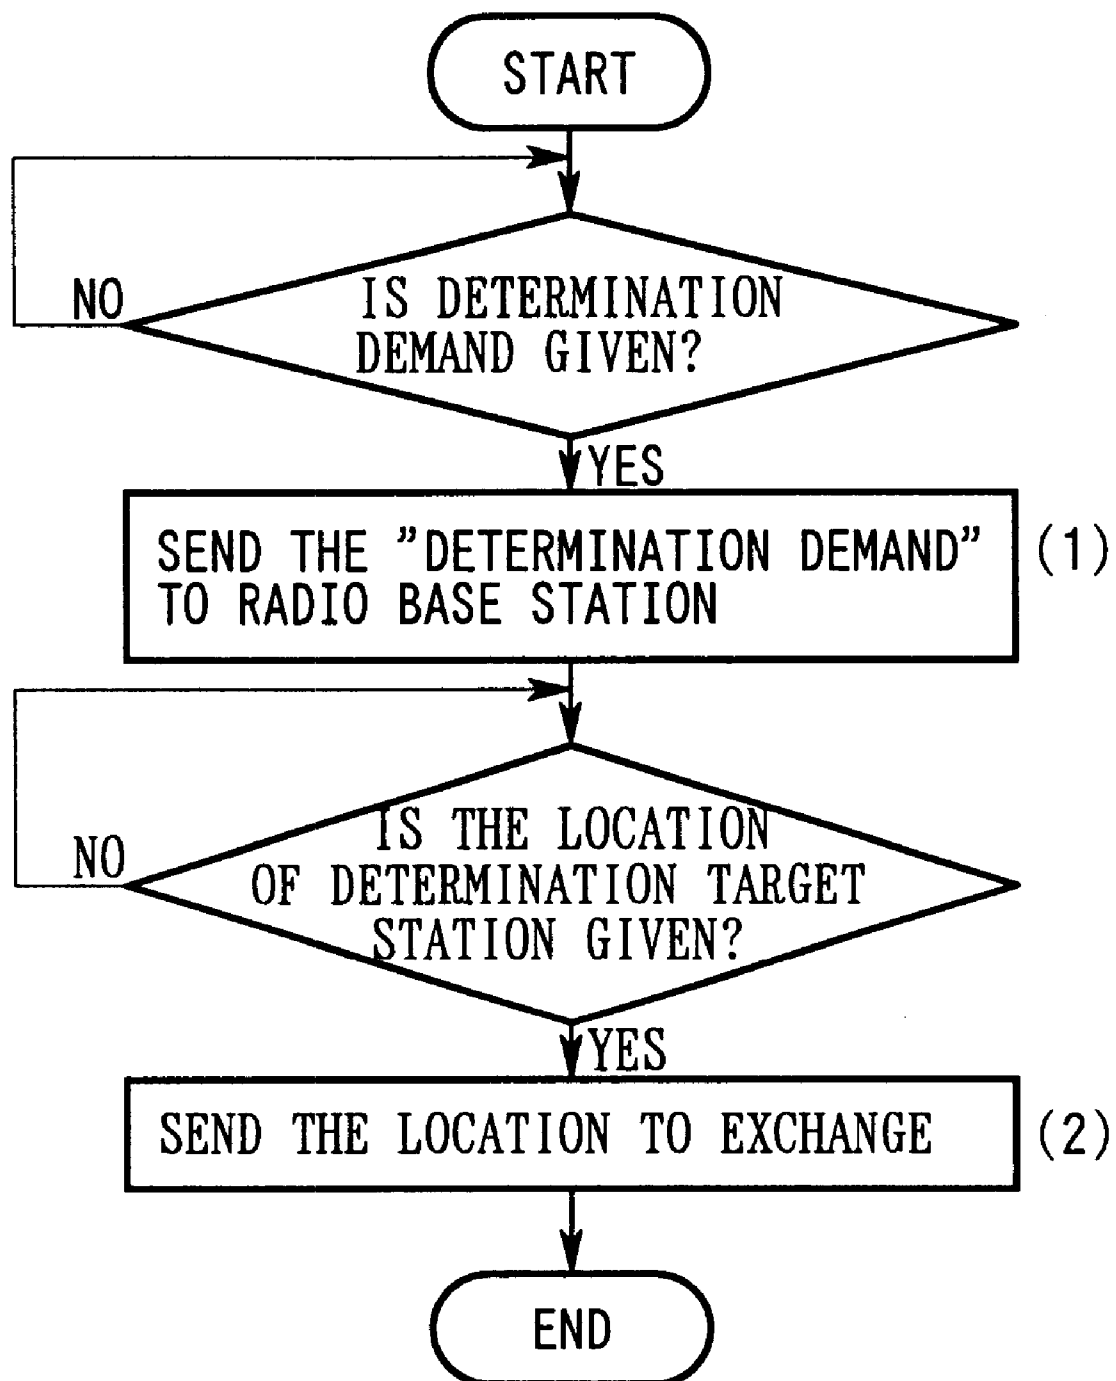 START
IS DETERMINATION
NO
DEMAND GIVEN?
YES
SEND THE ”DETERMINATION DEMAND”
(1)
TO RADIO BASE STATION
IS THE LOCATION
NO
OF DETERMINATION TARGET
STATION GIVEN?
YES
SEND THE LOCATION TO EXCHANGE
(2)
END